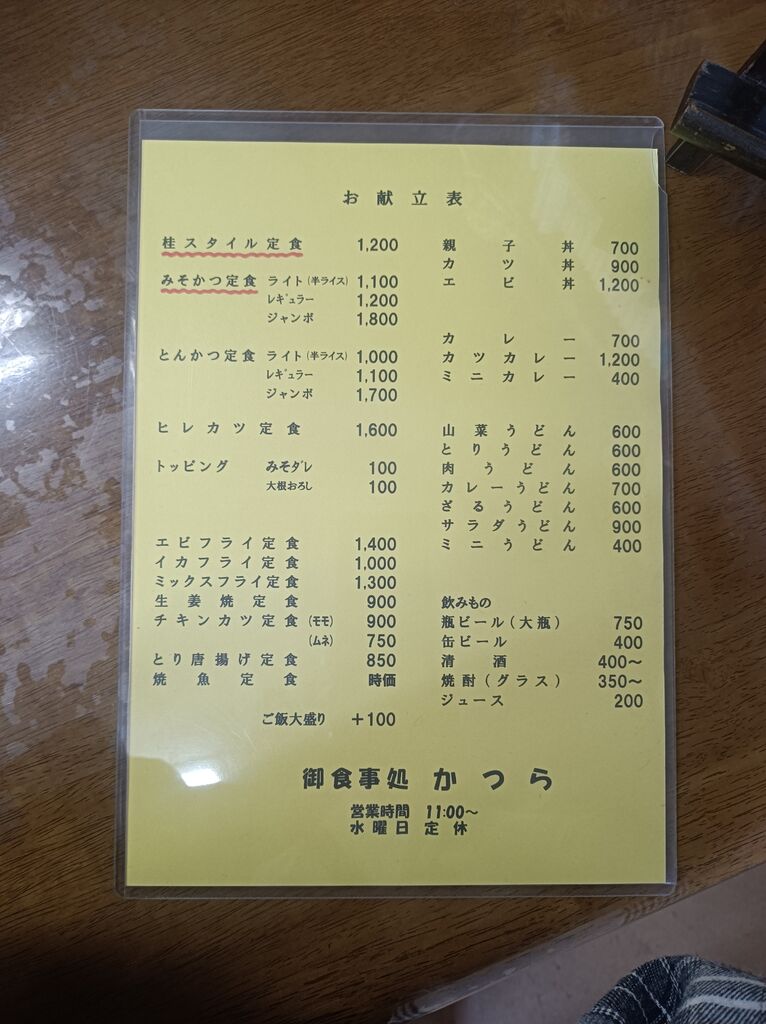 お献立表
桂スタイル定食 1,200
みそかつ定食 ライト(半ライス) 1,100
レギュラー 1,200
ジャンボ 1,800
とんかつ定食 ライト(半ライス) 1,000
レギュラー 1,100
ジャンボ 1,700
ヒレカツ定食 1,600
トッピング みそダレ 100
大根おろし 100
エビフライ定食 1,400
イカフライ定食 1,000
ミックスフライ定食 1,300
生姜焼定食 900
チキンカツ定食 (モモ) 900
(ムネ) 750
とり唐揚げ定食 850
焼魚定食 時価
ご飯大盛り +100
親子丼 700
カツ丼 900
エビ丼 1,200
カレー 700
カツカレー 1,200
ミニカレー 400
山菜うどん 600
とりうどん 600
肉うどん 600
カレーうどん 700
ざるうどん 600
サラダうどん 900
ミニうどん 400
飲みもの
瓶ビール(大瓶) 750
缶ビール 400
清酒 400〜
焼酎(グラス) 350〜
ジュース 200
御食事処 かつら
営業時間 11:00〜
水曜日 定休